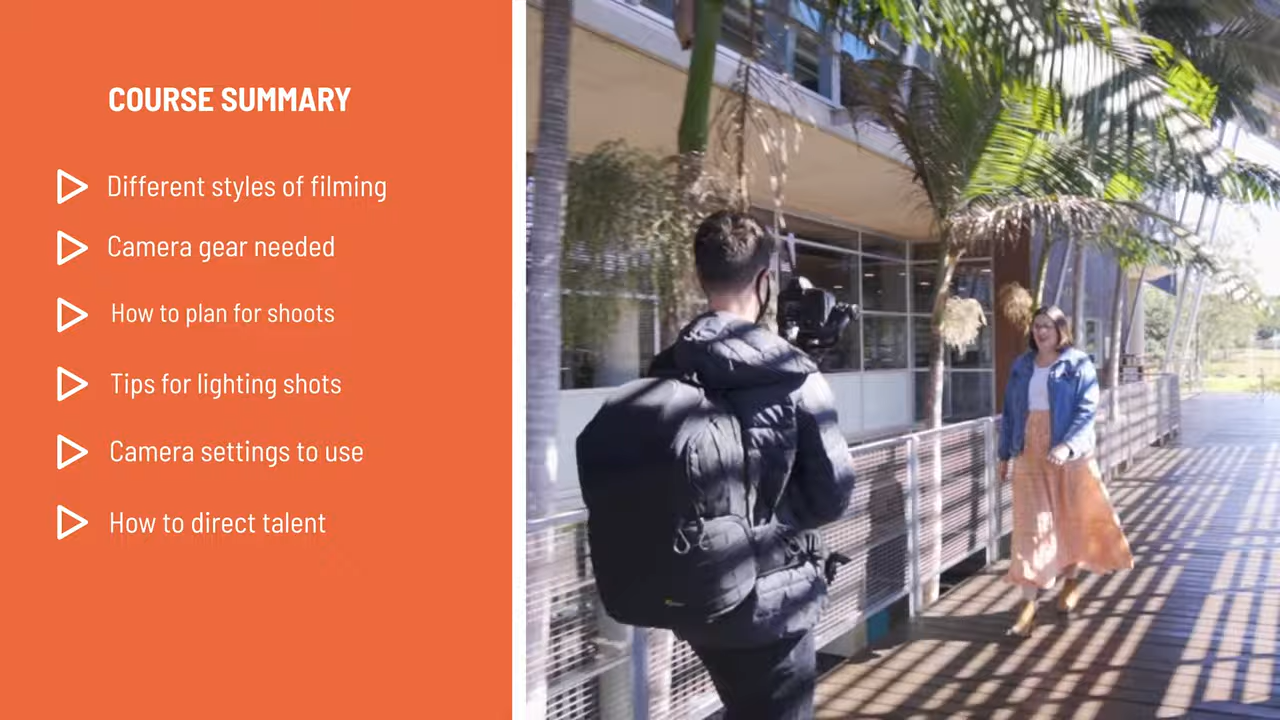 COURSE SUMMARY
Different styles of filming
Camera gear needed
How to plan for shoots
Tips for lighting shots
Camera settings to use
How to direct talent